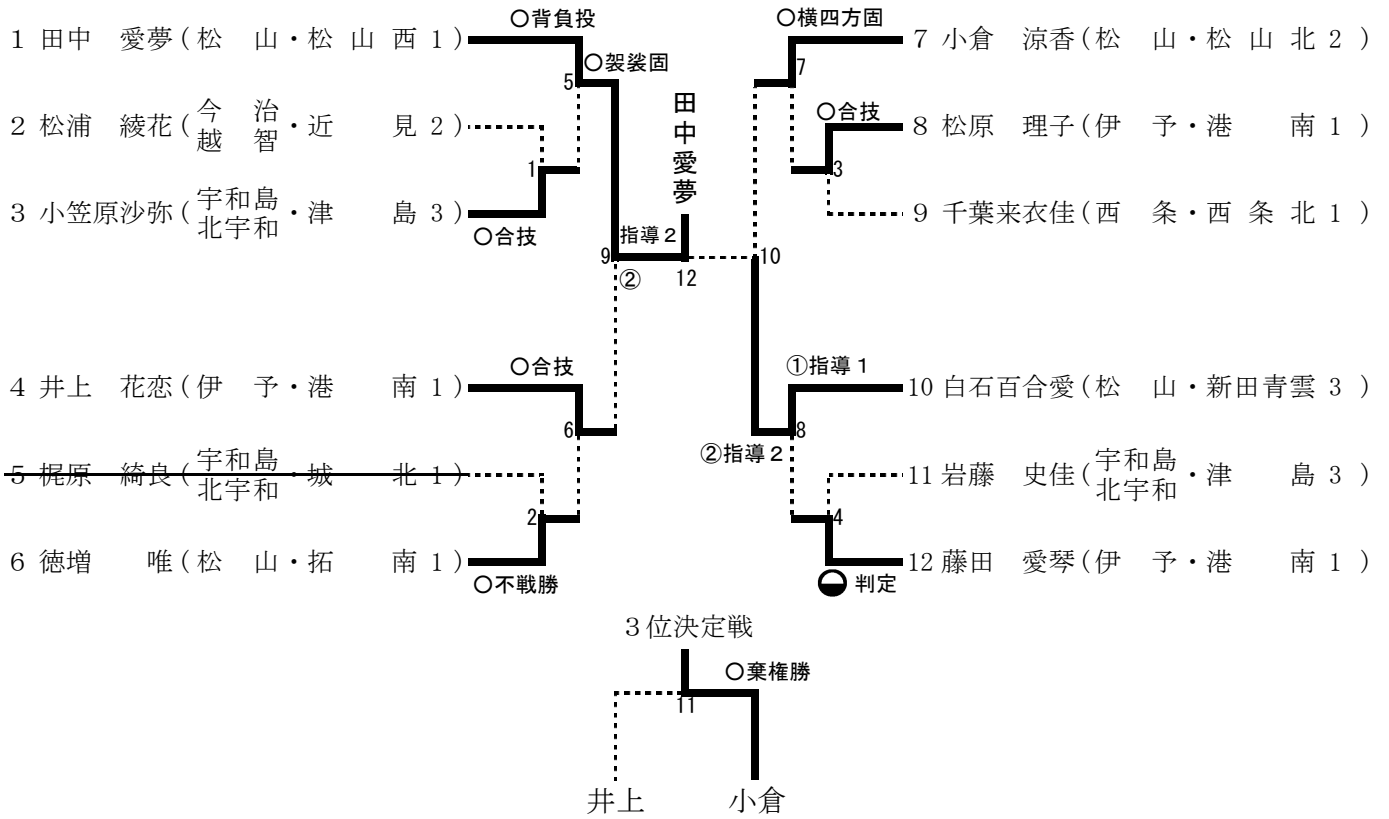 ○背負投
○横四方固
1 田中 愛夢(松 山・松山西1)
7 小倉 涼香(松 山・松山北2)
○袈裟固
5
7
田中愛夢
2 松浦 綾花(今治越智・近見2)
○合技
8 松原 理子(伊 予・港南1)
1
3
3 小笠原沙弥(宇和島北宇和・津島3)
9 千葉来衣佳(西 条・西条北1)
○合技
指導2
9
10
②
12
○合技
①指導1
4 井上 花恋(伊 予・港南1)
10 白石百合愛(松 山・新田青雲3)
6
8
②指導2
5 梶原 綺良(宇和島北宇和・城北1)
11 岩藤 史佳(宇和島北宇和・津島3)
2
4
6 徳増 唯(松 山・拓南1)
12 藤田 愛琴(伊 予・港南1)
○不戦勝
判定
3位決定戦
○棄権勝
11
井上 小倉